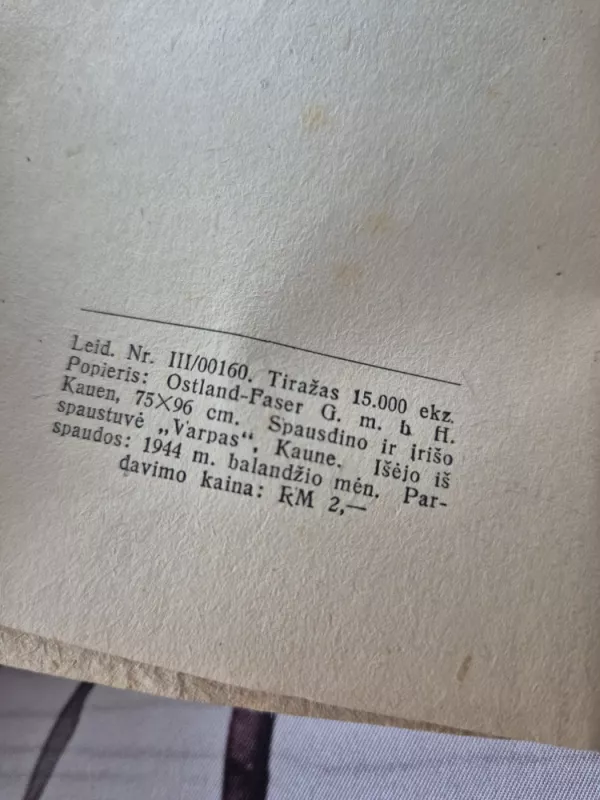 Leid. Nr. III/00160. Tiražas 15.000 ekz.
Popieris: Ostland-Faser G. m. b. H.
Kauen, 75×96 cm. Spausdino ir įrišo
spaustuvė „Varpas“, Kaune. Išėjo iš
spaudos: 1944 m. balandžio mėn. Par-
davimo kaina: RM 2,—